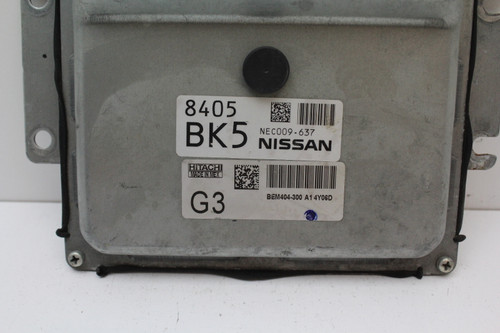 8405
BK5 NEC009-637
NISSAN
HITACHI
G3 BEM404-300 A1 4Y06D